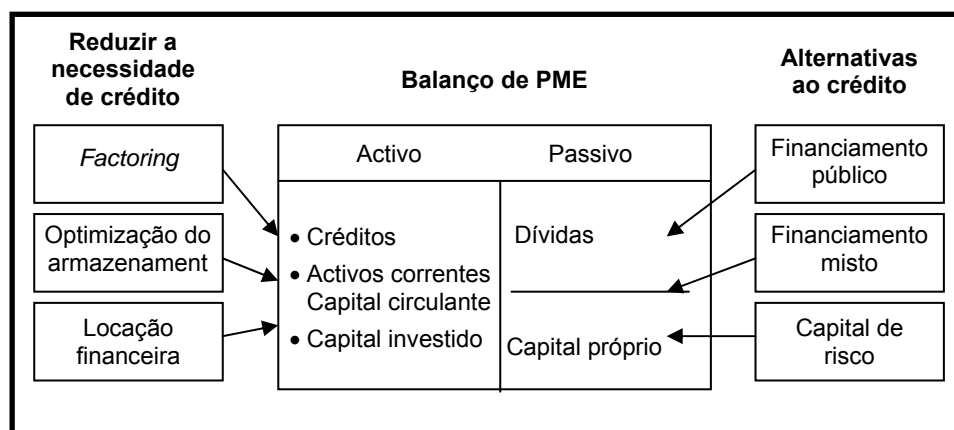 Reduzir a
necessidade
de crédito
Factoring
Optimização do
armazenament
Locação
financeira
Balanço de PME
Activo
Passivo
• Créditos
• Activos correntes
Capital circulante
• Capital investido
Dívidas
Capital próprio
Alternativas
ao crédito
Financiamento
público
Financiamento
misto
Capital de
risco